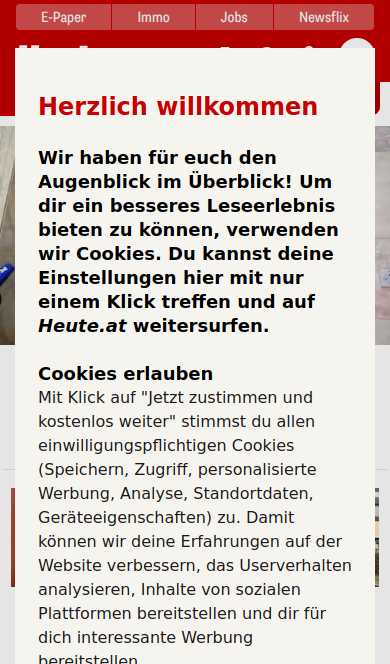 E-Paper Immo Jobs Newsflix
Herzlich willkommen
Wir haben für euch den
Augenblick im Überblick! Um
dir ein besseres Leseerlebnis
bieten zu können, verwenden
wir Cookies. Du kannst deine
Einstellungen hier mit nur
einem Klick treffen und auf
Heute.at weitersurfen.
Cookies erlauben
Mit Klick auf "Jetzt zustimmen und
kostenlos weiter" stimmst du allen
einwilligungspflichtigen Cookies
(Speichern, Zugriff, personalisierte
Werbung, Analyse, Standortdaten,
Geräteeigenschaften) zu. Damit
können wir deine Erfahrungen auf der
Website verbessern, das Userverhalten
analysieren, Inhalte von sozialen
Plattformen bereitstellen und dir für
dich interessante Werbung
bereitstellen.